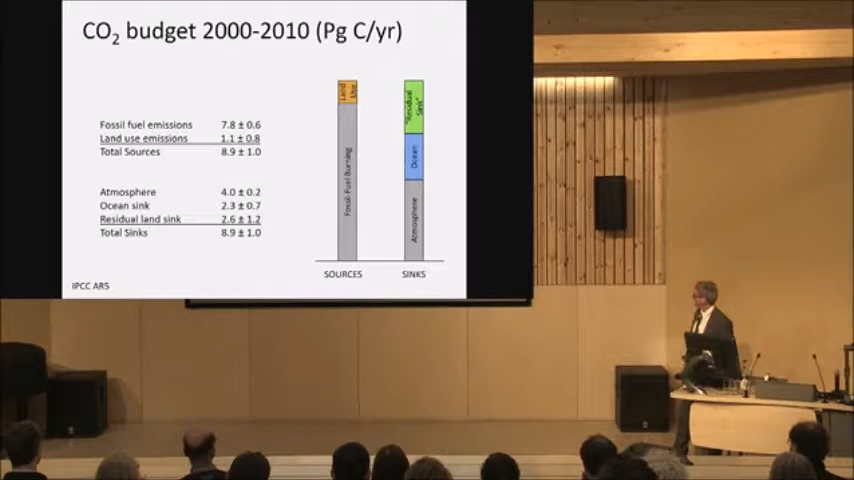 CO2 budget 2000-2010 (Pg C/yr)
Fossil fuel emissions 7.8 ± 0.6
Land use emissions 1.1 ± 0.8
Total Sources 8.9 ± 1.0
Atmosphere 4.0 ± 0.2
Ocean sink 2.3 ± 0.7
Residual land sink 2.6 ± 1.2
Total Sinks 8.9 ± 1.0
Land
Use
Fossil-Fuel Burning
"Residual
Sink"
Ocean
Atmosphere
SOURCES
SINKS
IPCC AR5